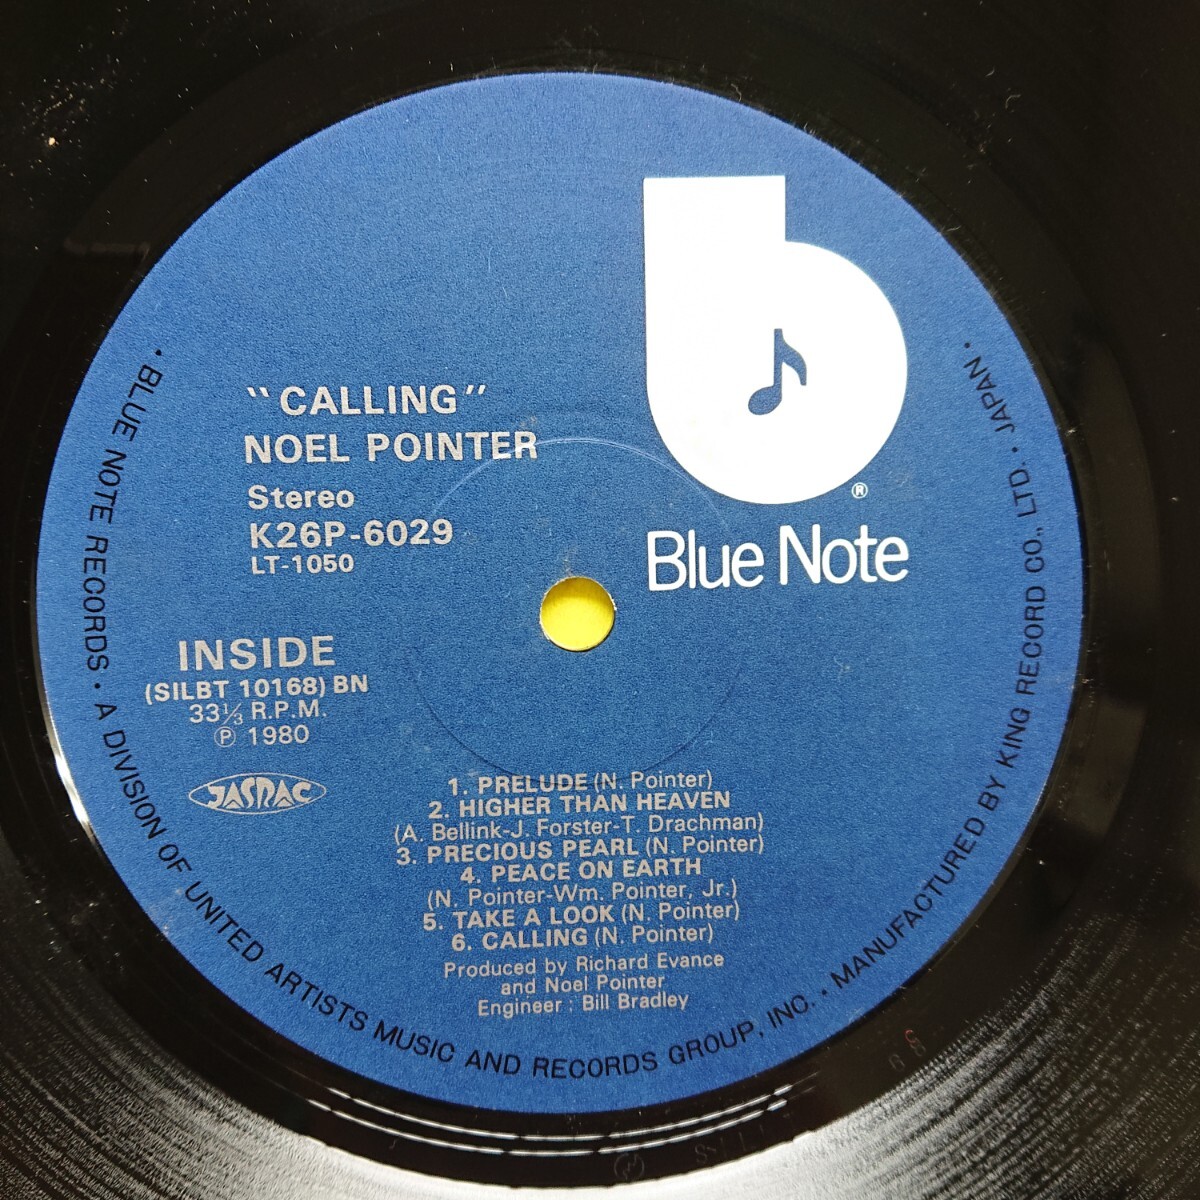 "CALLING"
NOEL POINTER
Stereo
K26P-6029
LT-1050
®
Blue Note
INSIDE
(SILBT 10168) BN
33⅓ R.P.M.
℗ 1980
JASRAC
1. PRELUDE (N. Pointer)
2. HIGHER THAN HEAVEN
(A. Bellink-J. Forster-T. Drachman)
3. PRECIOUS PEARL (N. Pointer)
4. PEACE ON EARTH
(N. Pointer-Wm. Pointer, Jr.)
5. TAKE A LOOK (N. Pointer)
6. CALLING (N. Pointer)
Produced by Richard Evance
and Noel Pointer
Engineer : Bill Bradley
• BLUE NOTE RECORDS • A DIVISION OF UNITED ARTISTS MUSIC AND RECORDS GROUP, INC. • MANUFACTURED BY KING RECORD CO., LTD. • JAPAN •